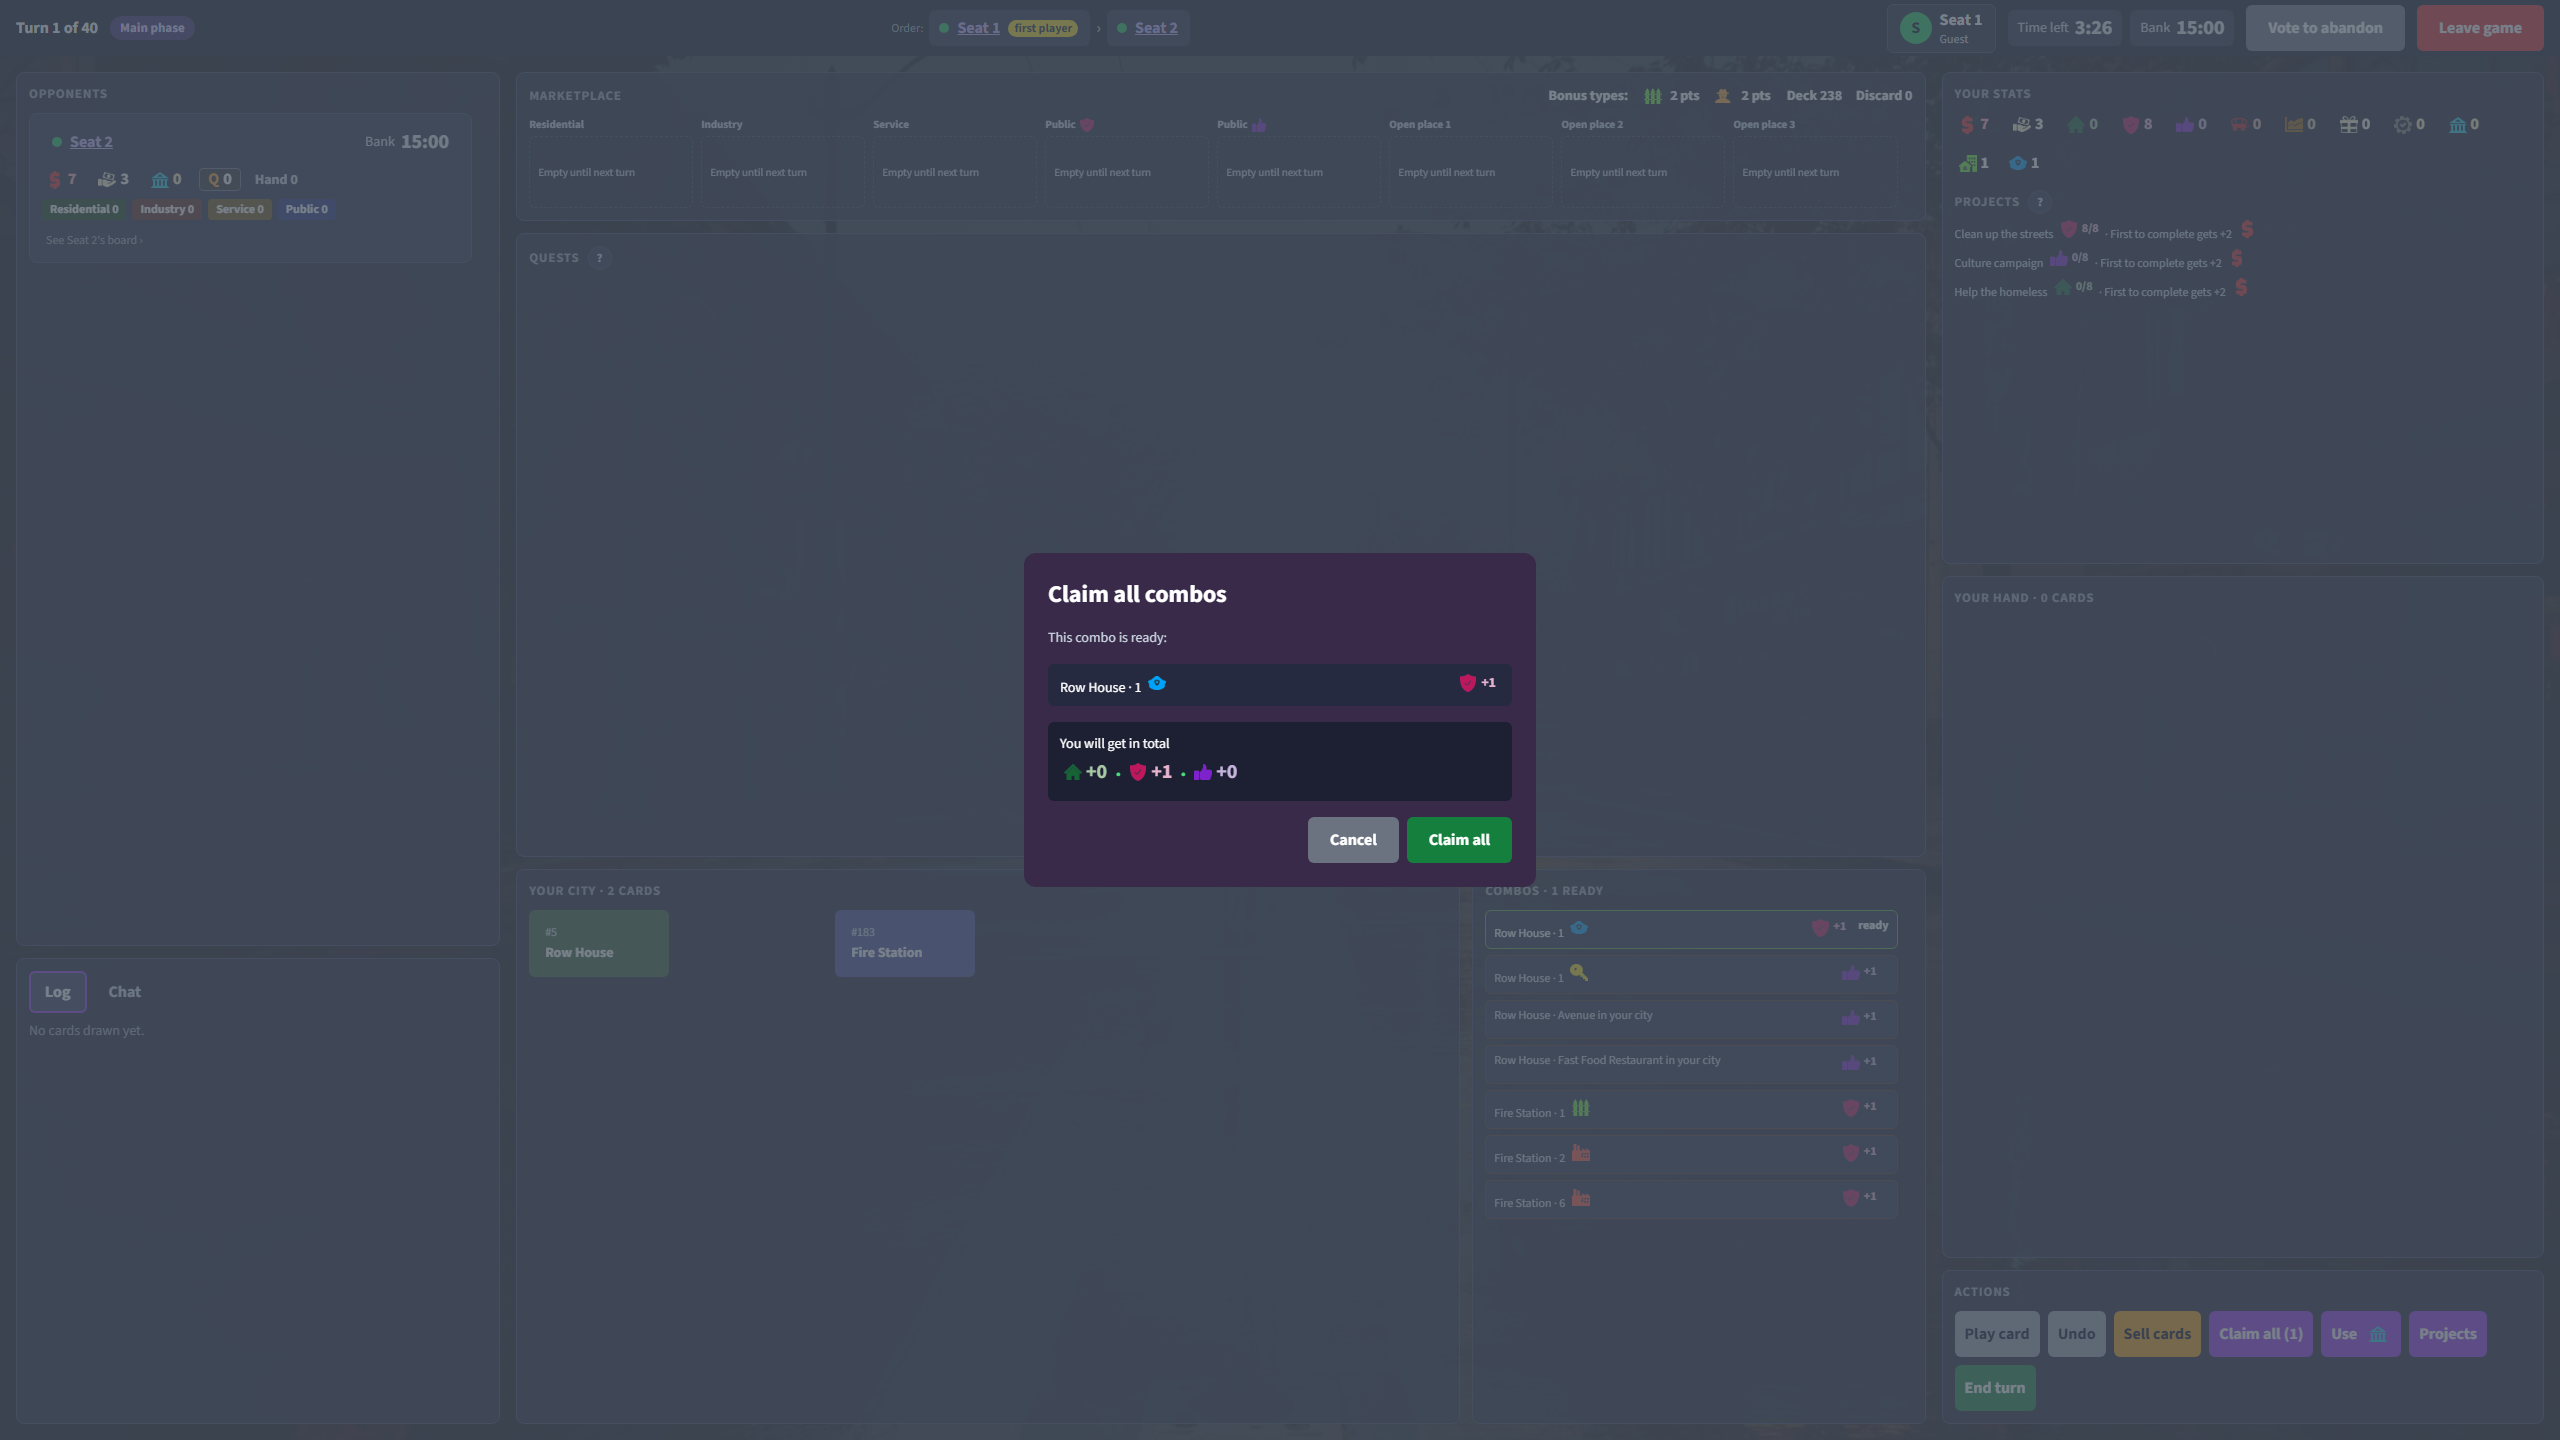 Turn 1 of 40 Main phase
Order: Seat 1 first player › Seat 2
S Seat 1 Guest
Time left 3:26
Bank 15:00
Vote to abandon
Leave game
OPPONENTS
Seat 2 Bank 15:00
$ 7 3 0 Q 0 Hand 0
Residential 0 Industry 0 Service 0 Public 0
See Seat 2's board ›
MARKETPLACE
Bonus types: 2 pts 2 pts Deck 238 Discard 0
Residential Industry Service Public Public Open place 1 Open place 2 Open place 3
Empty until next turn Empty until next turn Empty until next turn Empty until next turn Empty until next turn Empty until next turn Empty until next turn Empty until next turn
QUESTS ?
YOUR STATS
$ 7 3 0 8 0 0 0 0 0 0
1 1
PROJECTS ?
Clean up the streets 8/8 · First to complete gets +2 $
Culture campaign 0/8 · First to complete gets +2 $
Help the homeless 0/8 · First to complete gets +2 $
YOUR HAND · 0 CARDS
Claim all combos
This combo is ready:
Row House · 1 +1
You will get in total
+0 · +1 · +0
Cancel Claim all
YOUR CITY · 2 CARDS
#5
Row House
#183
Fire Station
COMBOS · 1 READY
Row House · 1 +1 ready
Row House · 1 +1
Row House · Avenue in your city +1
Row House · Fast Food Restaurant in your city +1
Fire Station · 1 +1
Fire Station · 2 +1
Fire Station · 6 +1
Log Chat
No cards drawn yet.
ACTIONS
Play card Undo Sell cards Claim all (1) Use Projects
End turn